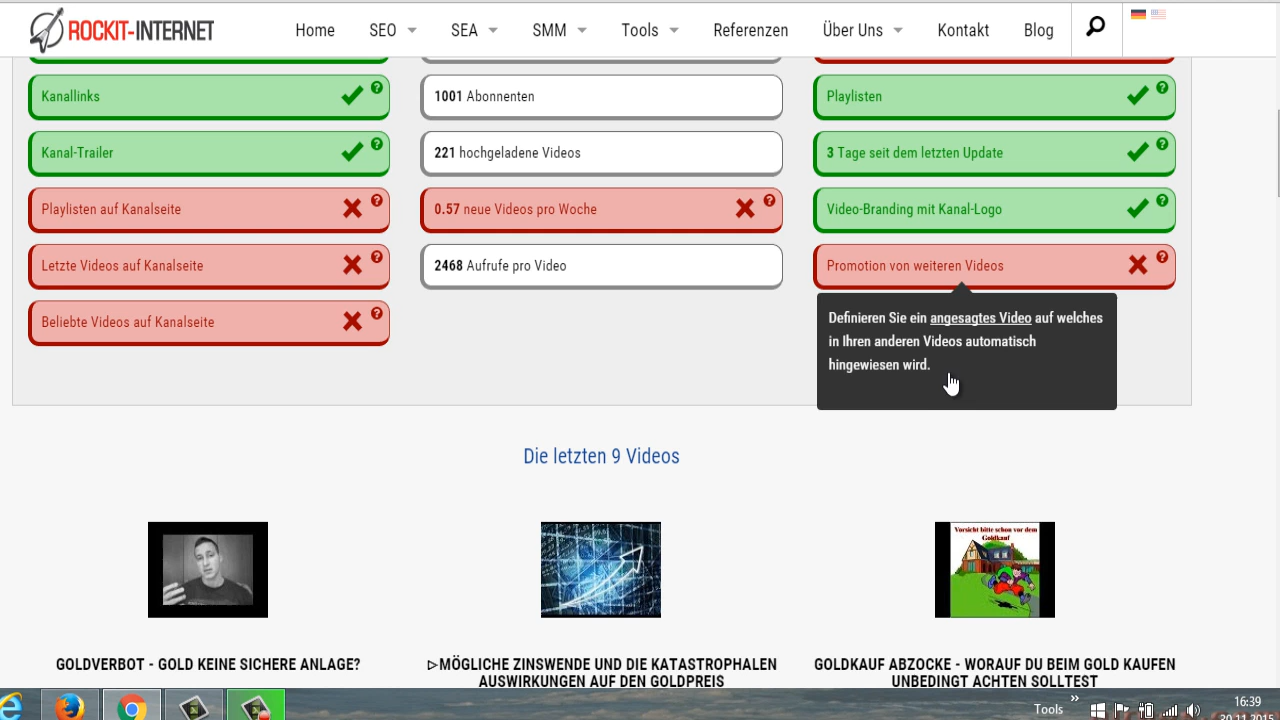 ROCKIT-INTERNET
Home SEO SEA SMM Tools Referenzen Über Uns Kontakt Blog
Kanallinks
1001 Abonnenten
Playlisten
Kanal-Trailer
221 hochgeladene Videos
3 Tage seit dem letzten Update
Playlisten auf Kanalseite
0.57 neue Videos pro Woche
Video-Branding mit Kanal-Logo
Letzte Videos auf Kanalseite
2468 Aufrufe pro Video
Promotion von weiteren Videos
Beliebte Videos auf Kanalseite
Definieren Sie ein angesagtes Video auf welches
in Ihren anderen Videos automatisch
hingewiesen wird.
Die letzten 9 Videos
Vorsicht bitte schon vor dem
Goldkauf
GOLDVERBOT - GOLD KEINE SICHERE ANLAGE?
▷MÖGLICHE ZINSWENDE UND DIE KATASTROPHALEN
AUSWIRKUNGEN AUF DEN GOLDPREIS
GOLDKAUF ABZOCKE - WORAUF DU BEIM GOLD KAUFEN
UNBEDINGT ACHTEN SOLLTEST
Tools
16:39
30.11.2015